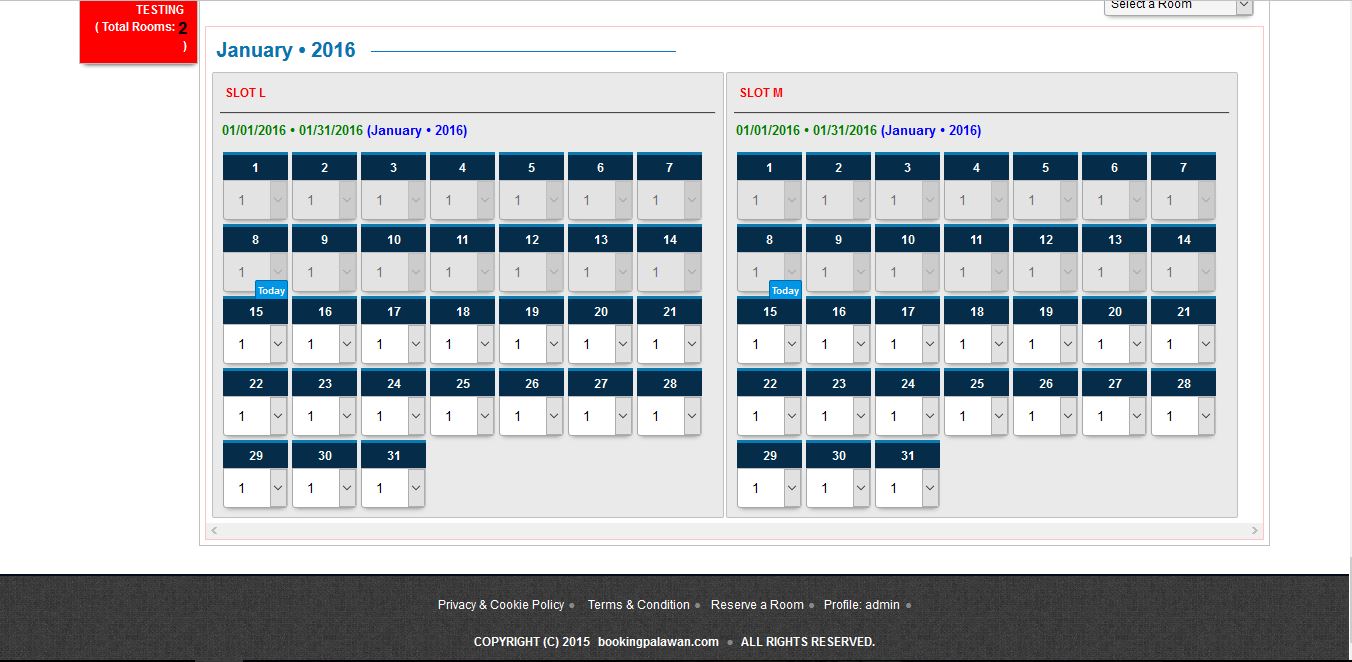 TESTING
( Total Rooms: 2
)
Select a Room
January • 2016
SLOT L
01/01/2016 • 01/31/2016 (January • 2016)
1 2 3 4 5 6 7
1 1 1 1 1 1 1
8 9 10 11 12 13 14
1 1 1 1 1 1 1
Today
15 16 17 18 19 20 21
1 1 1 1 1 1 1
22 23 24 25 26 27 28
1 1 1 1 1 1 1
29 30 31
1 1 1
SLOT M
01/01/2016 • 01/31/2016 (January • 2016)
1 2 3 4 5 6 7
1 1 1 1 1 1 1
8 9 10 11 12 13 14
1 1 1 1 1 1 1
Today
15 16 17 18 19 20 21
1 1 1 1 1 1 1
22 23 24 25 26 27 28
1 1 1 1 1 1 1
29 30 31
1 1 1
Privacy & Cookie Policy • Terms & Condition • Reserve a Room • Profile: admin •
COPYRIGHT (C) 2015 bookingpalawan.com • ALL RIGHTS RESERVED.